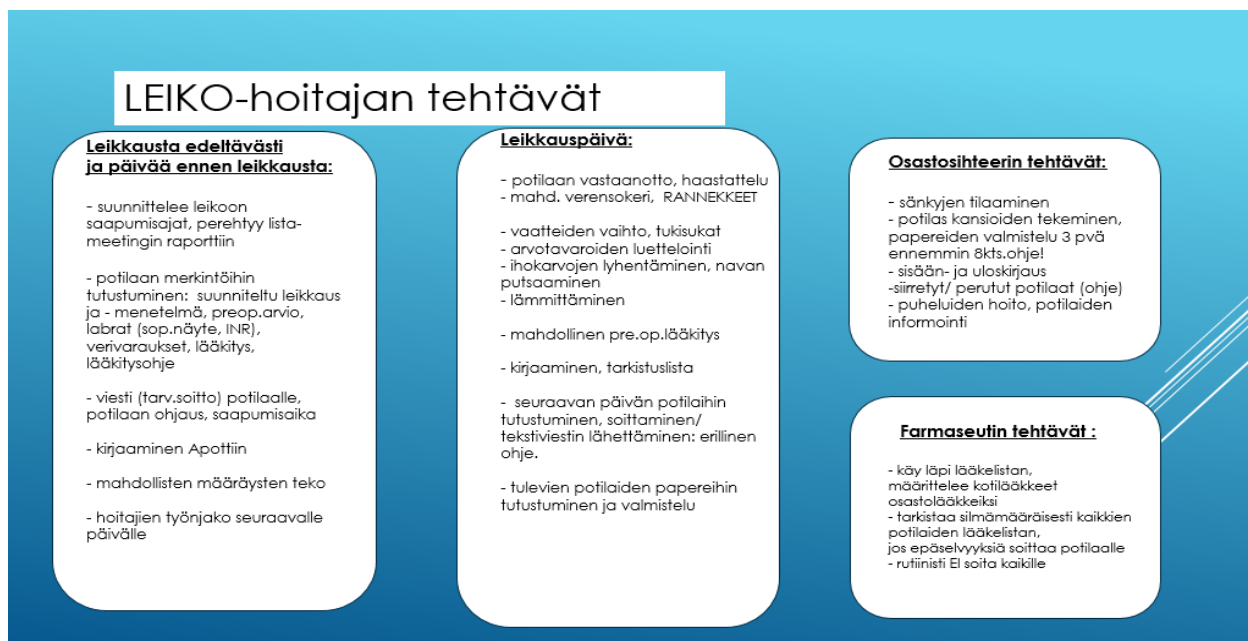 LEIKO-hoitajan tehtävät
Leikkausta edeltävästi
ja päivää ennen leikkausta:
- suunnittelee leikoon
saapumisajat, perehtyy lista-
meetingin raporttiin
- potilaan merkintöihin
tutustuminen: suunniteltu leikkaus
ja - menetelmä, preop.arvio,
labrat (sop.näyte, INR),
verivaraukset, lääkitys,
lääkitysohje
- viesti (tarv.soitto) potilaalle,
potilaan ohjaus, saapumisaika
- kirjaaminen Apottiin
- mahdollisten määräysten teko
- hoitajien työnjako seuraavalle
päivälle
Leikkauspäivä:
- potilaan vastaanotto, haastattelu
- mahd. verensokeri, RANNEKKEET
- vaatteiden vaihto, tukisukat
- arvotavaroiden luettelointi
- ihokarvojen lyhentäminen, navan
putsaaminen
- lämmittäminen
- mahdollinen pre.op.lääkitys
- kirjaaminen, tarkistuslista
- seuraavan päivän potilaihin
tutustuminen, soittaminen/
tekstiviestin lähettäminen: erillinen
ohje.
- tulevien potilaiden papereihin
tutustuminen ja valmistelu
Osastosihteerin tehtävät:
- sänkyjen tilaaminen
- potilas kansioiden tekeminen,
papereiden valmistelu 3 pvä
ennemmin 8kts.ohje!
- sisään- ja uloskirjaus
-siirretyt/ perutut potilaat (ohje)
- puheluiden hoito, potilaiden
informointi
Farmaseutin tehtävät :
- käy läpi lääkelistan,
määrittelee kotilääkkeet
osastolääkkeiksi
- tarkistaa silmämääräisesti kaikkien
potilaiden lääkelistan,
jos epäselvyyksiä soittaa potilaalle
- rutiinisti EI soita kaikille